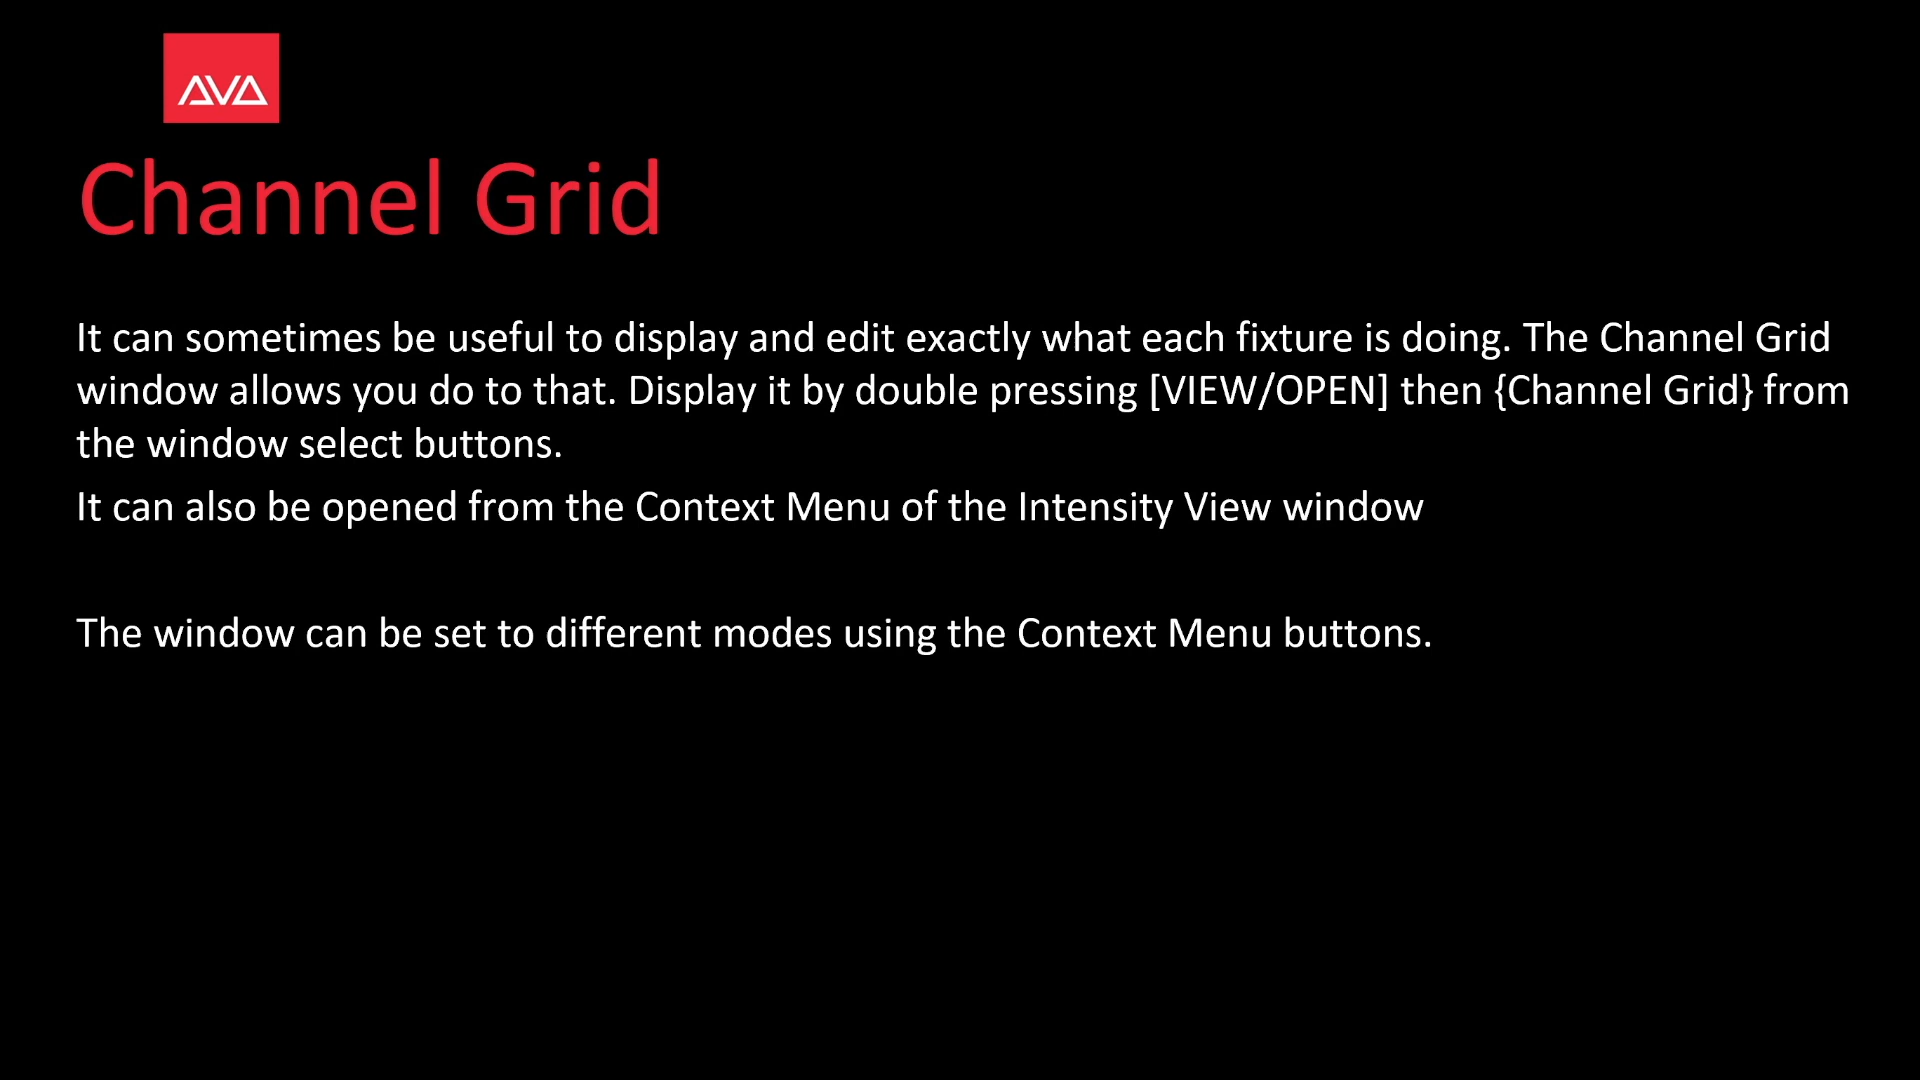 AVA
Channel Grid
It can sometimes be useful to display and edit exactly what each fixture is doing. The Channel Grid
window allows you do to that. Display it by double pressing [VIEW/OPEN] then {Channel Grid} from
the window select buttons.
It can also be opened from the Context Menu of the Intensity View window
The window can be set to different modes using the Context Menu buttons.